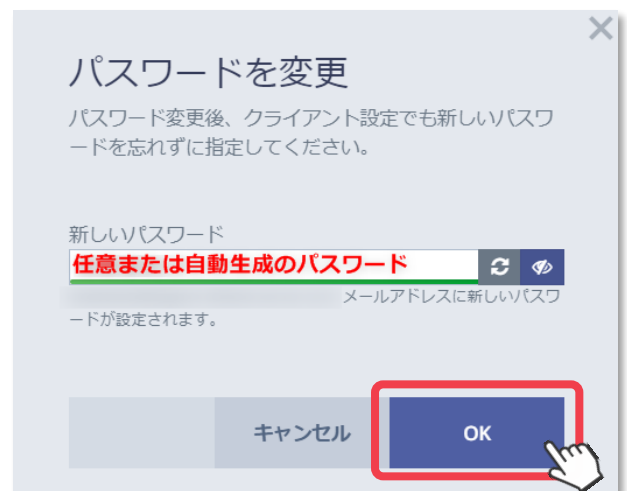 パスワードを変更
パスワード変更後、クライアント設定でも新しいパスワ
ードを忘れずに指定してください。
新しいパスワード
任意または自動生成のパスワード
メールアドレスに新しいパスワ
ードが設定されます。
キャンセル
OK